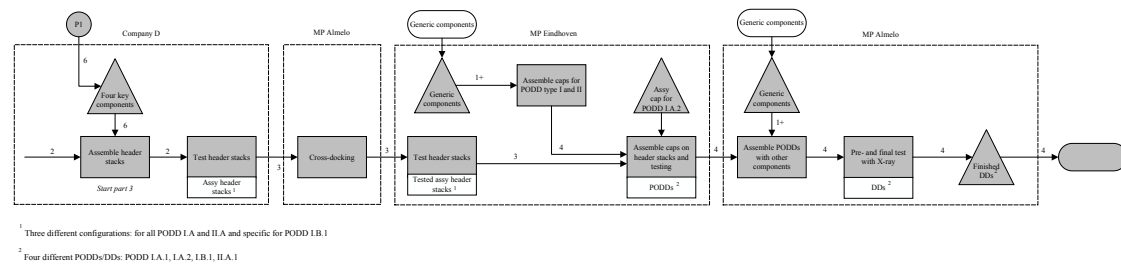 P1
Generic components
Generic components
Company D
MP Almelo
MP Eindhoven
MP Almelo
6
Four key
components
6
Generic
components
1+
Assemble caps for
PODD type I and II
Assy
cap for
PODD I.A.2
Generic
components
1+
2
Assemble header
stacks
2
Test header stacks
Assy header
stacks 1
3
Cross-docking
3
Test header stacks
Tested assy header
stacks 1
3
4
Assemble caps on
header stacks and
testing
PODDs 2
4
Assemble PODDs
with other
components
4
Pre- and final test
with X-ray
DDs 2
4
Finished
DDs 2
4
Start part 3
1 Three different configurations: for all PODD I.A and II.A and specific for PODD I.B.1
2 Four different PODDs/DDs: PODD I.A.1, I.A.2, I.B.1, II.A.1